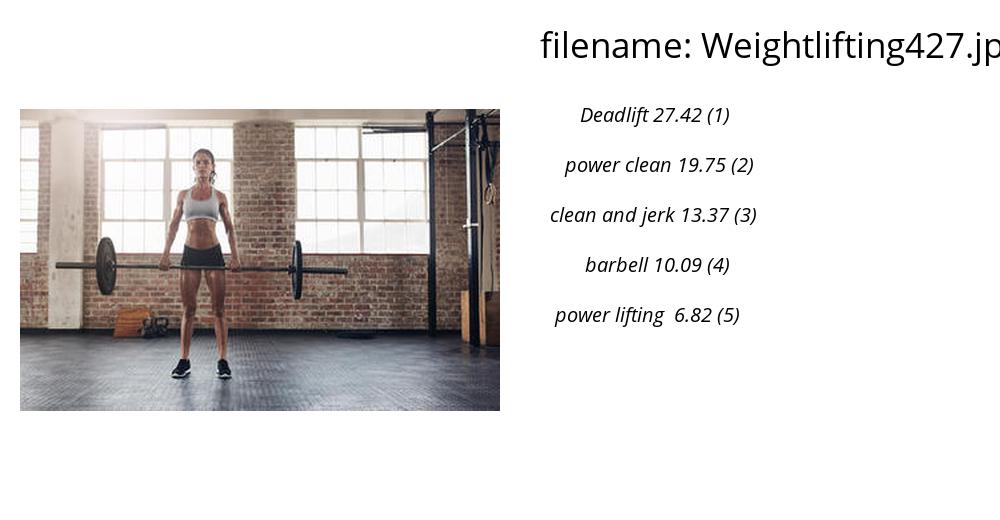 filename: Weightlifting427.jp
Deadlift 27.42 (1)
power clean 19.75 (2)
clean and jerk 13.37 (3)
barbell 10.09 (4)
power lifting  6.82 (5)